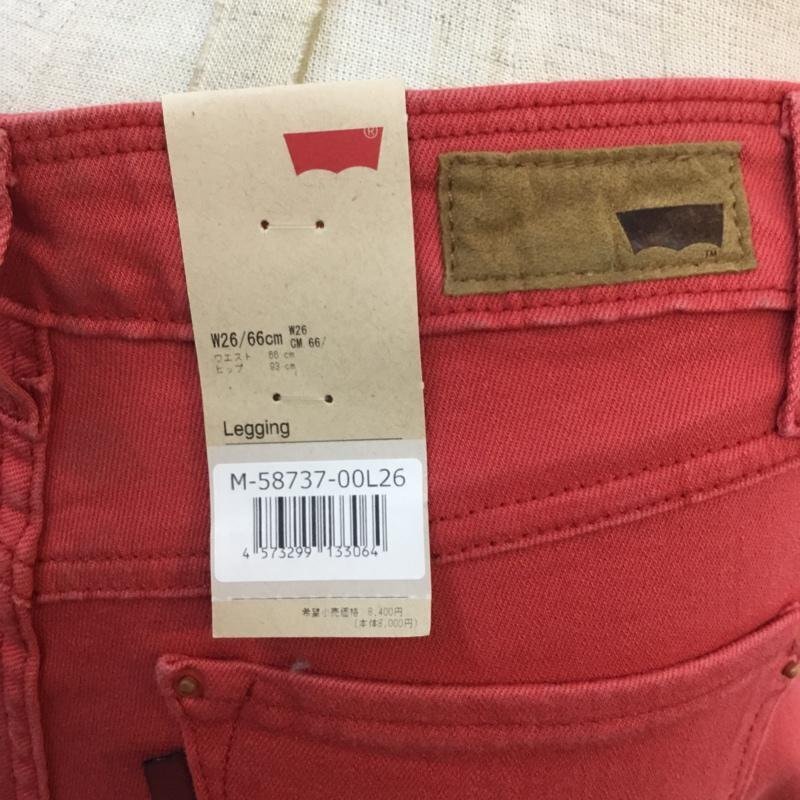 ®
TM
W26/66cm W26
CM 66/
ウエスト 66 cm
ヒップ 93 cm
Legging
M-58737-00L26
4 573299 133064
希望小売価格 8,400円
(本体8,000円)